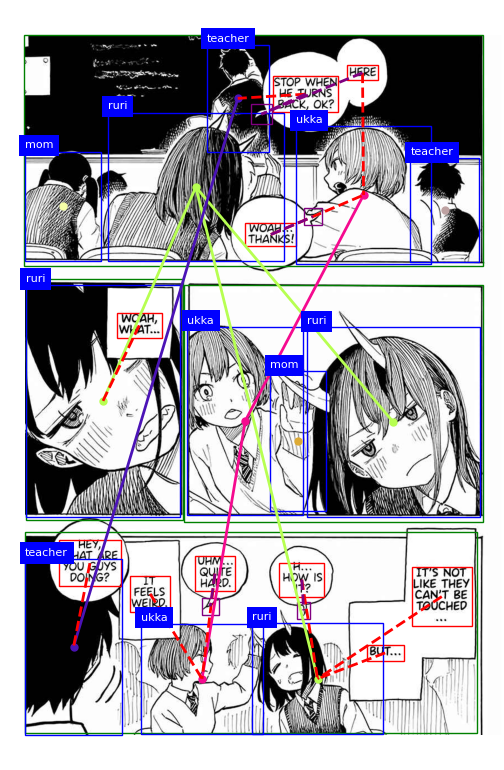 teacher
STOP WHEN
HE TURNS
BACK, OK?
HERE
ruri
ukka
mom
teacher
WOAH...
THANKS!
ruri
WOAH,
WHAT...
ukka
ruri
mom
HEY,
WHAT ARE
YOU GUYS
DOING?
teacher
IT
FEELS
WEIRD.
UHM...
QUITE
HARD.
H...
HOW IS
IT?
IT'S NOT
LIKE THEY
CAN'T BE
TOUCHED
...
BUT...
ukka
ruri